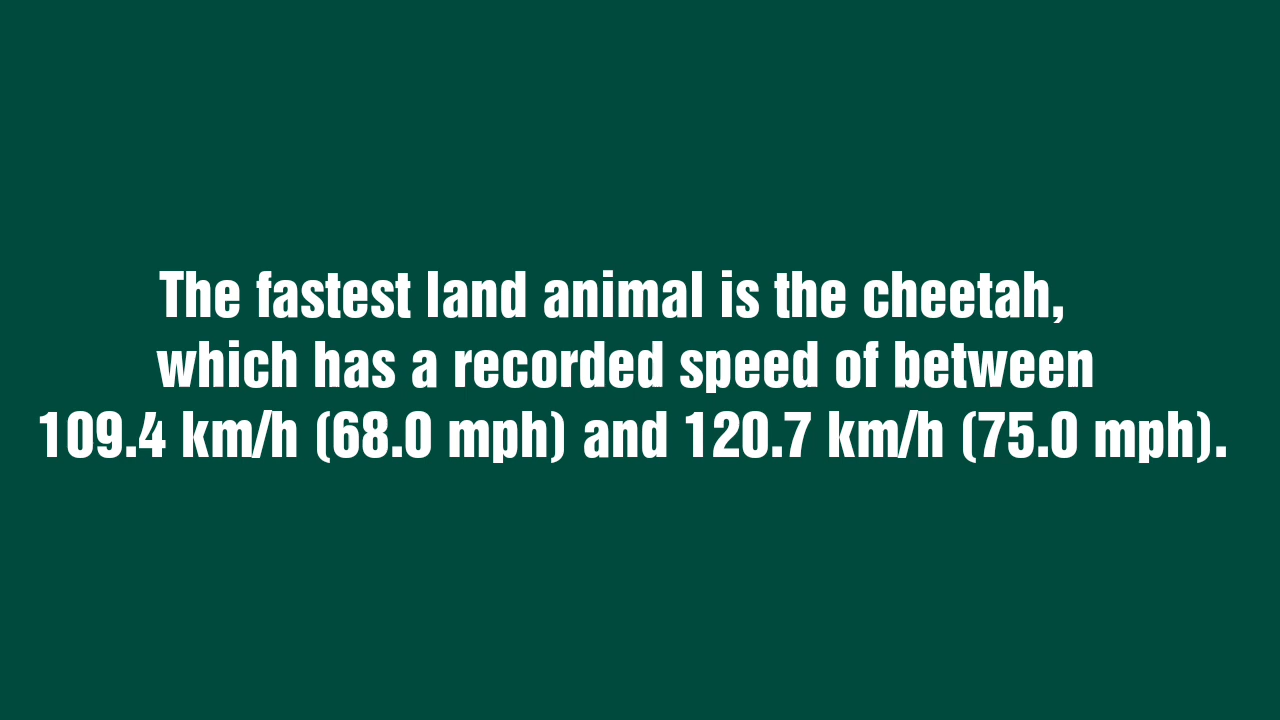 The fastest land animal is the cheetah,
which has a recorded speed of between
109.4 km/h (68.0 mph) and 120.7 km/h (75.0 mph).